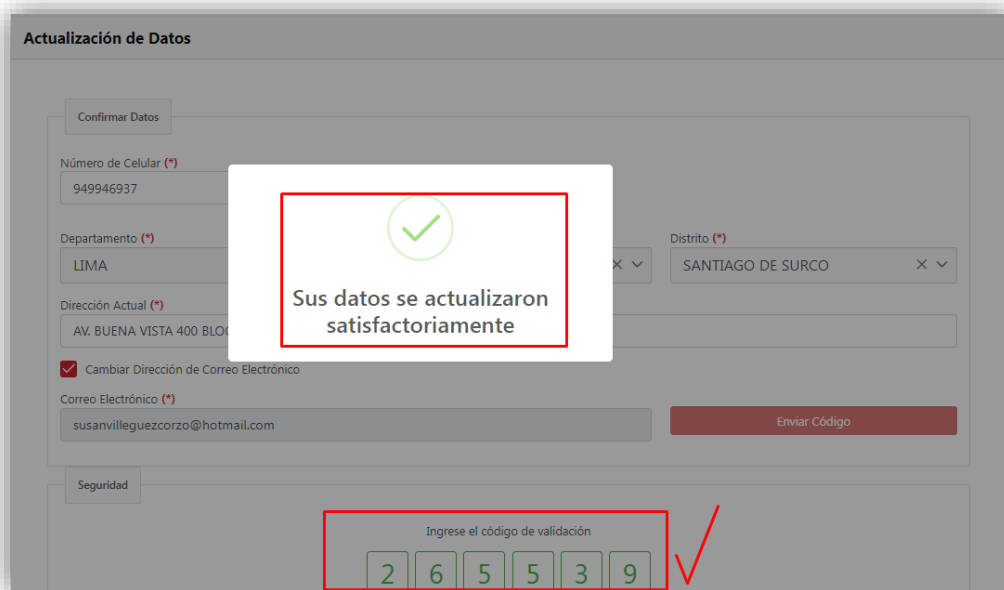 Actualización de Datos
Confirmar Datos
Número de Celular (*)
949946937
Departamento (*)
Distrito (*)
LIMA
SANTIAGO DE SURCO
Sus datos se actualizaron
satisfactoriamente
Dirección Actual (*)
AV. BUENA VISTA 400
Cambiar Dirección de Correo Electrónico
Correo Electrónico (*)
susanvilleguezcorzo@hotmail.com
Enviar Código
Seguridad
Ingrese el código de validación
2 6 5 5 3 9